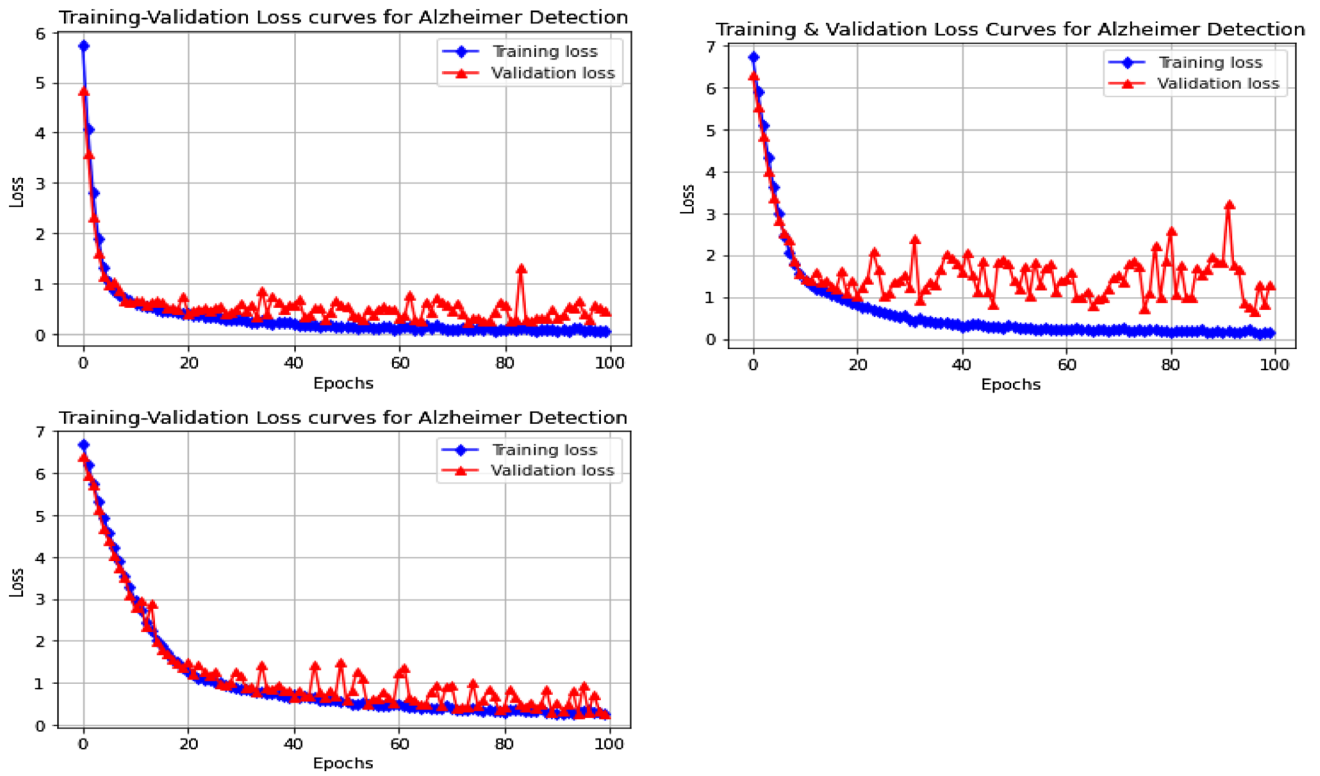 Training-Validation Loss curves for Alzheimer Detection
6
5
4
3
2
1
0
Loss
Training loss
Validation loss
0 20 40 60 80 100
Epochs
Training & Validation Loss Curves for Alzheimer Detection
7
6
5
4
3
2
1
0
Loss
Training loss
Validation loss
0 20 40 60 80 100
Epochs
Training-Validation Loss curves for Alzheimer Detection
7
6
5
4
3
2
1
0
Loss
Training loss
Validation loss
0 20 40 60 80 100
Epochs